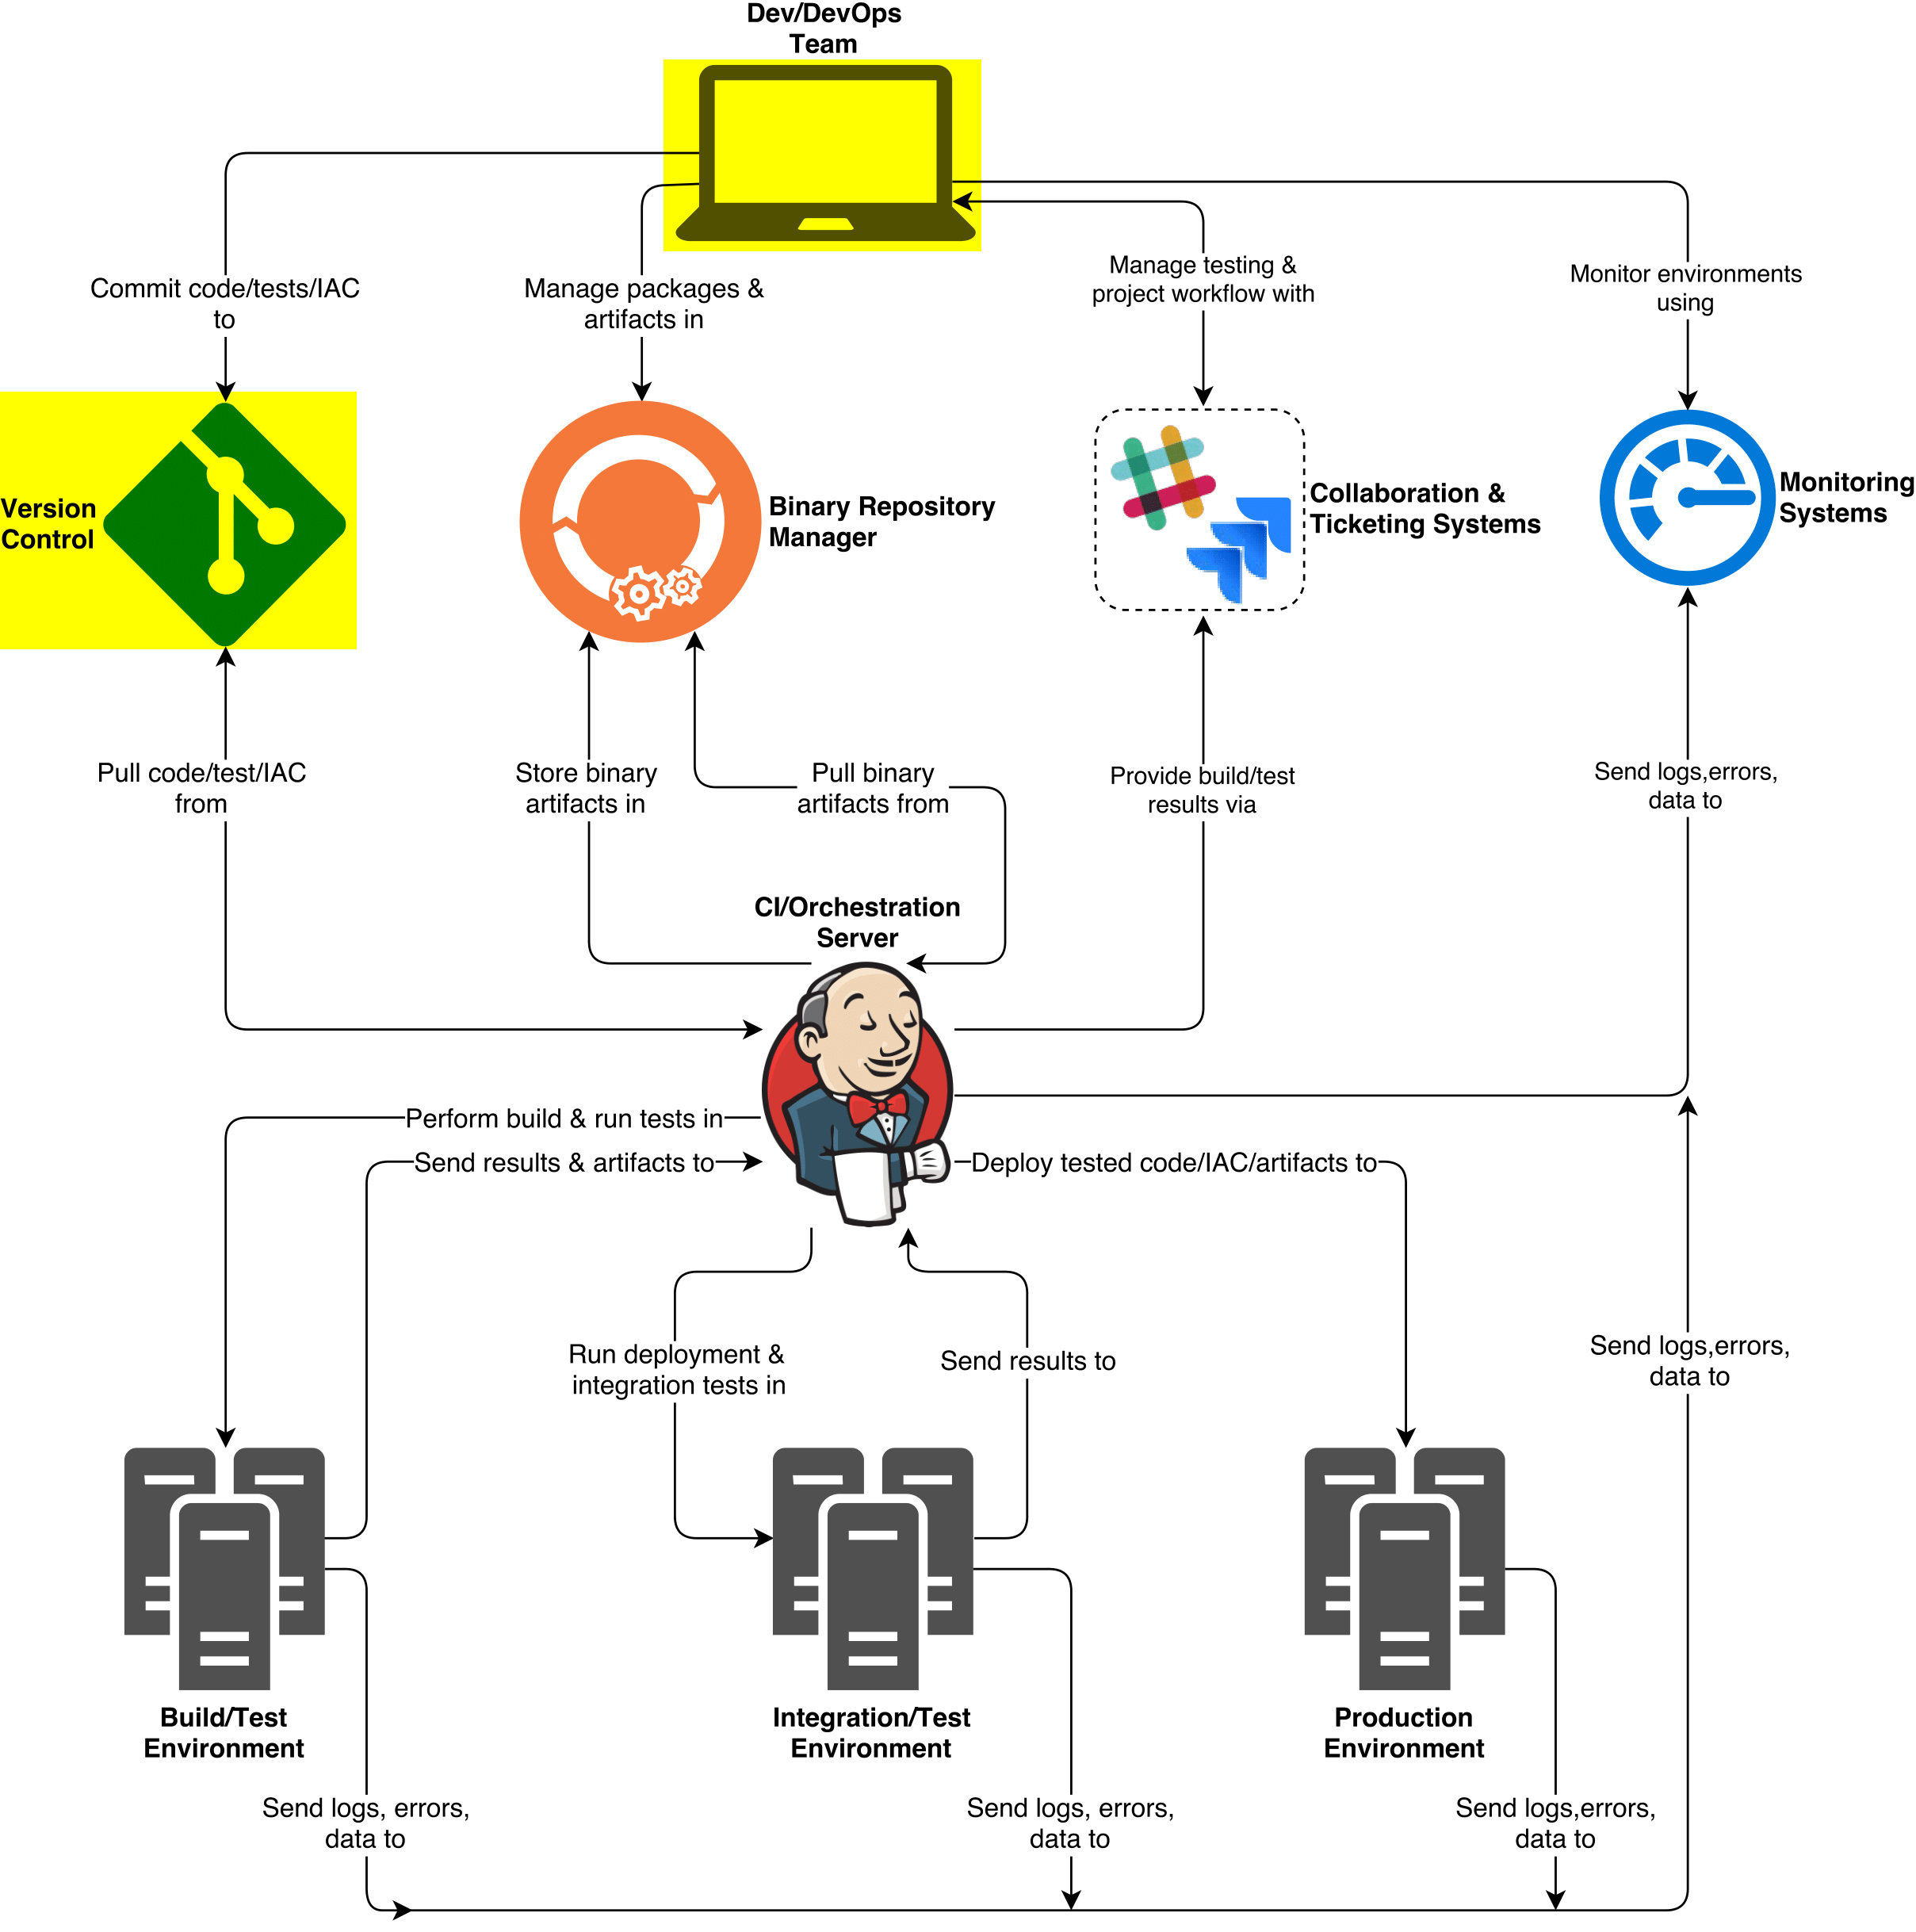 Dev/DevOps
Team
Commit code/tests/IAC
to
Manage packages &
artifacts in
Manage testing &
project workflow with
Monitor environments
using
Version
Control
Binary Repository
Manager
Collaboration &
Ticketing Systems
Monitoring
Systems
Pull code/test/IAC
from
Store binary
artifacts in
Pull binary
artifacts from
Provide build/test
results via
Send logs,errors,
data to
CI/Orchestration
Server
Perform build & run tests in
Send results & artifacts to
Deploy tested code/IAC/artifacts to
Run deployment &
integration tests in
Send results to
Send logs,errors,
data to
Build/Test
Environment
Integration/Test
Environment
Production
Environment
Send logs, errors,
data to
Send logs, errors,
data to
Send logs,errors,
data to